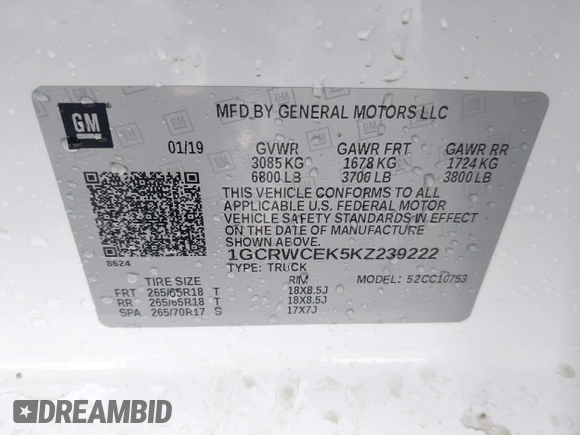 GM
MFD BY GENERAL MOTORS LLC
01/19 GVWR GAWR FRT GAWR RR
3085 KG 1678 KG 1724 KG
6800 LB 3700 LB 3800 LB
THIS VEHICLE CONFORMS TO ALL
APPLICABLE U.S. FEDERAL MOTOR
VEHICLE SAFETY STANDARDS IN EFFECT
ON THE DATE OF MANUFACTURE
SHOWN ABOVE.
8624 1GCRWCEK5KZ239222
TYPE: TRUCK MODEL: 52CC10753
TIRE SIZE RIM
FRT 265/65R18 T 18X8.5J
RR 265/65R18 T 18X8.5J
SPA 265/70R17 S 17X7J
DREAMBID